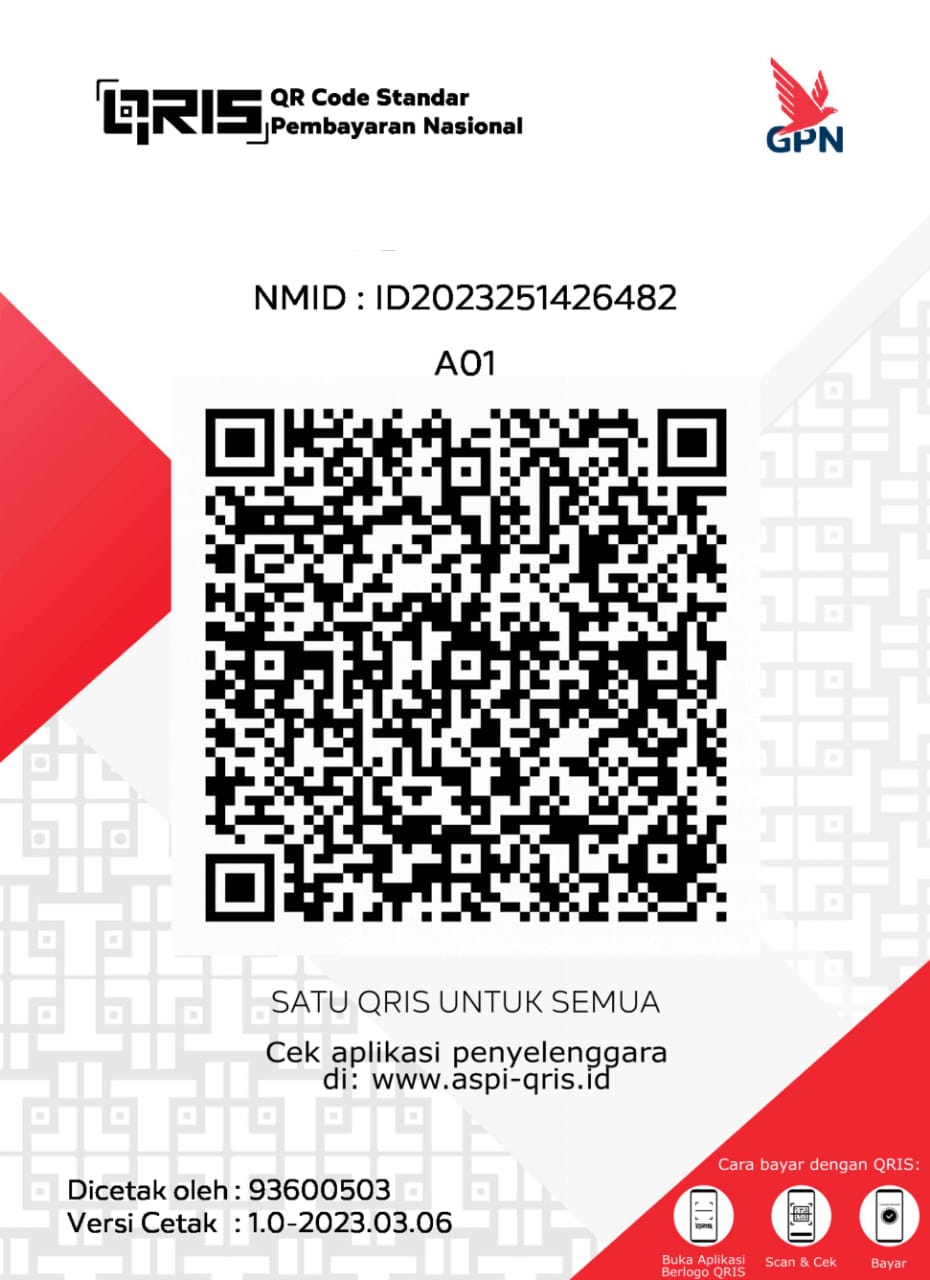 QRIS QR Code Standar
Pembayaran Nasional
GPN
NMID : ID2023251426482
A01
SATU QRIS UNTUK SEMUA
Cek aplikasi penyelenggara
di: www.aspi-qris.id
Dicetak oleh : 93600503
Versi Cetak : 1.0-2023.03.06
Cara bayar dengan QRIS:
Buka Aplikasi
Berlogo QRIS
Scan & Cek
Bayar